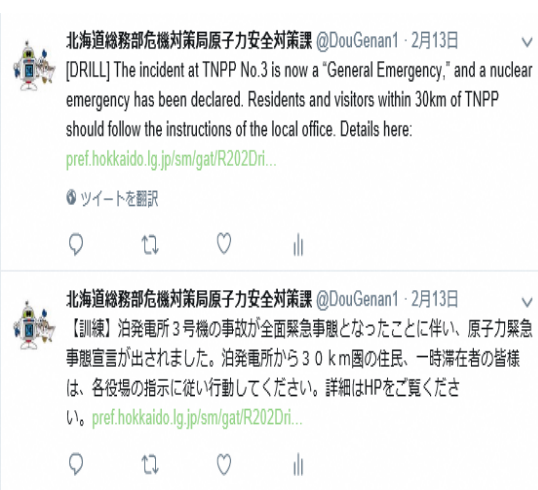 北海道総務部危機対策局原子力安全対策課 @DouGenan1 · 2月13日
[DRILL] The incident at TNPP No.3 is now a “General Emergency,” and a nuclear
emergency has been declared. Residents and visitors within 30km of TNPP
should follow the instructions of the local office. Details here:
pref.hokkaido.lg.jp/sm/gat/R202Dri...
ツイートを翻訳
北海道総務部危機対策局原子力安全対策課 @DouGenan1 · 2月13日
【訓練】泊発電所３号機の事故が全面緊急事態となったことに伴い、原子力緊急
事態宣言が出されました。泊発電所から３０ｋｍ圏の住民、一時滞在者の皆様
は、各役場の指示に従い行動してください。詳細はHPをご覧くださ
い。pref.hokkaido.lg.jp/sm/gat/R202Dri...